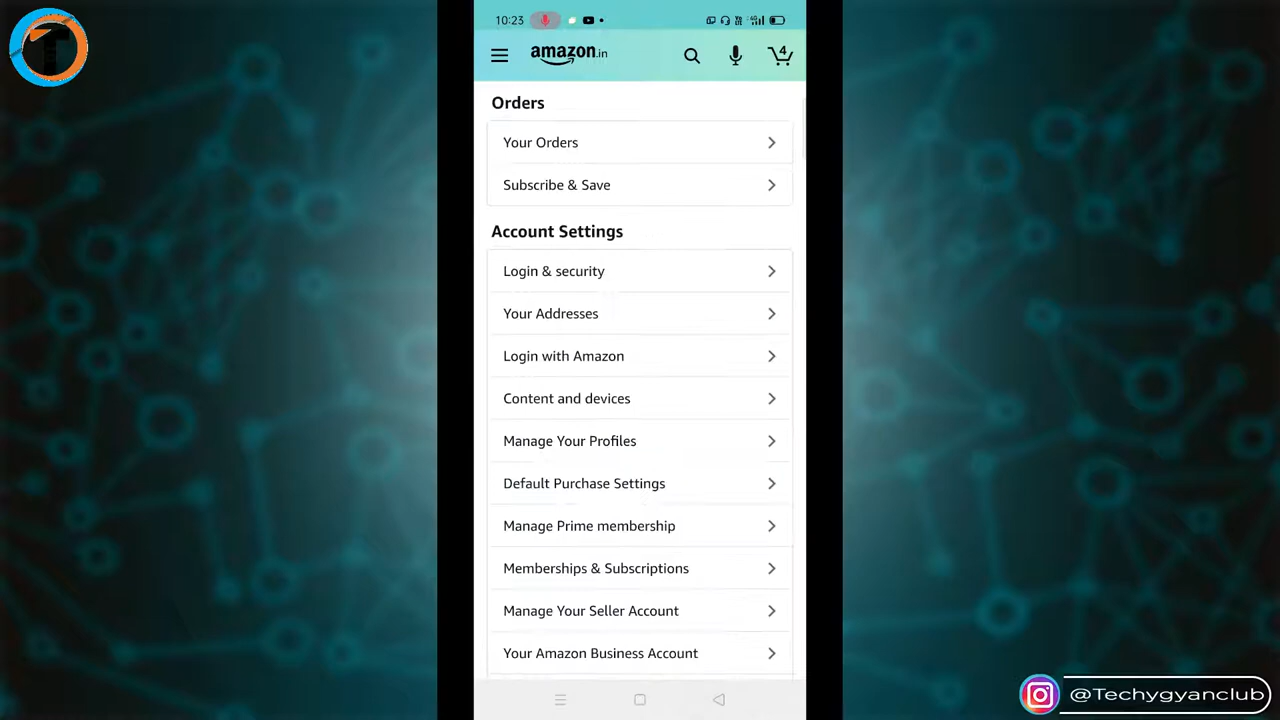 10:23
amazon.in
4
Orders
Your Orders
Subscribe & Save
Account Settings
Login & security
Your Addresses
Login with Amazon
Content and devices
Manage Your Profiles
Default Purchase Settings
Manage Prime membership
Memberships & Subscriptions
Manage Your Seller Account
Your Amazon Business Account
@Techygyanclub